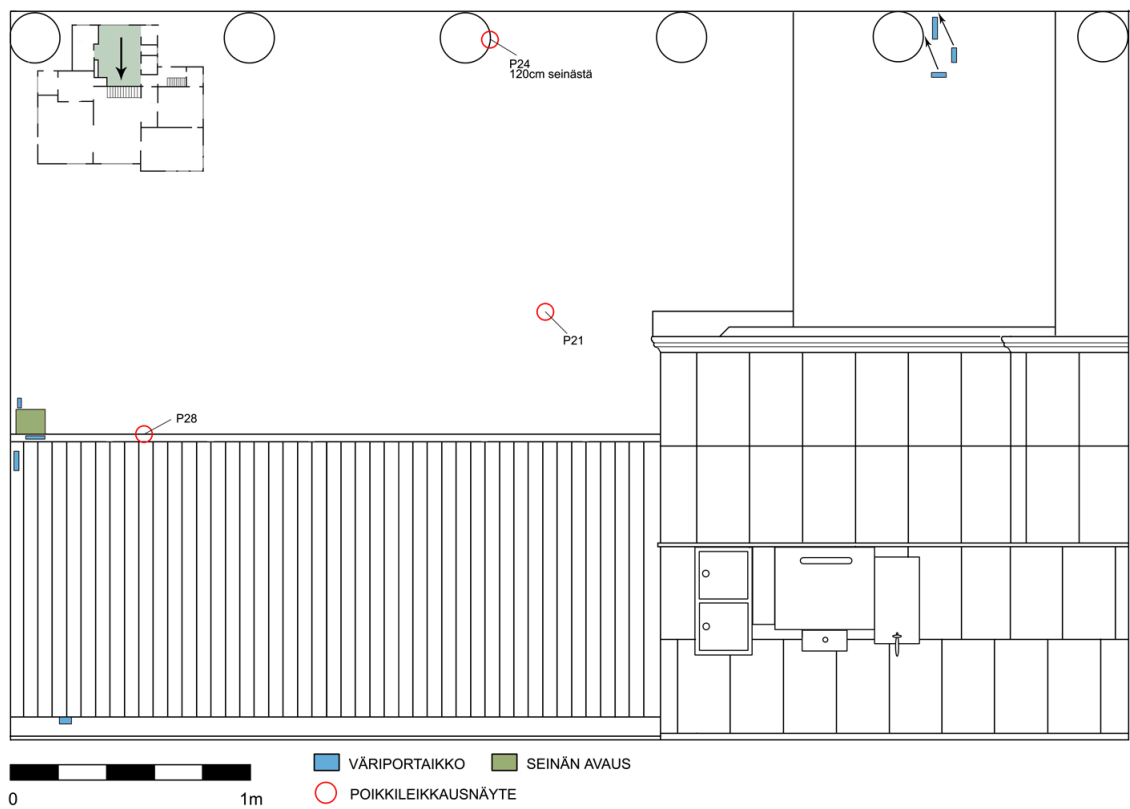 P24
120cm seinästä
P21
P28
VÄRIPORTAIKKO
SEINÄN AVAUS
0
1m
POIKKILEIKKAUSNÄYTE